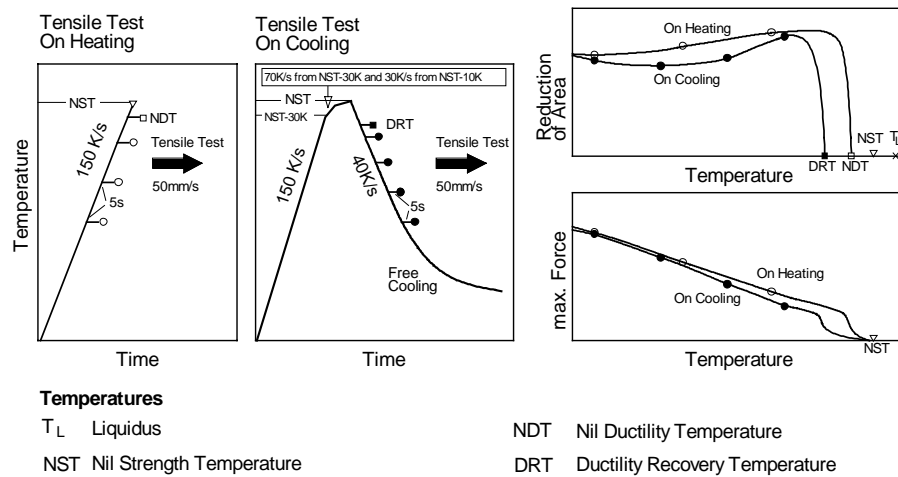 Tensile Test
On Heating
Temperature
NST
NDT
150 K/s
Tensile Test
50mm/s
5s
Time
Tensile Test
On Cooling
70K/s from NST-30K and 30K/s from NST-10K
NST
NST-30K
DRT
150 K/s
40K/s
Tensile Test
50mm/s
5s
Free
Cooling
Time
Reduction
of Area
On Heating
On Cooling
NST
T L
DRT
NDT
Temperature
max. Force
On Heating
On Cooling
NST
Temperature
Temperatures
T L Liquidus
NST Nil Strength Temperature
NDT Nil Ductility Temperature
DRT Ductility Recovery Temperature